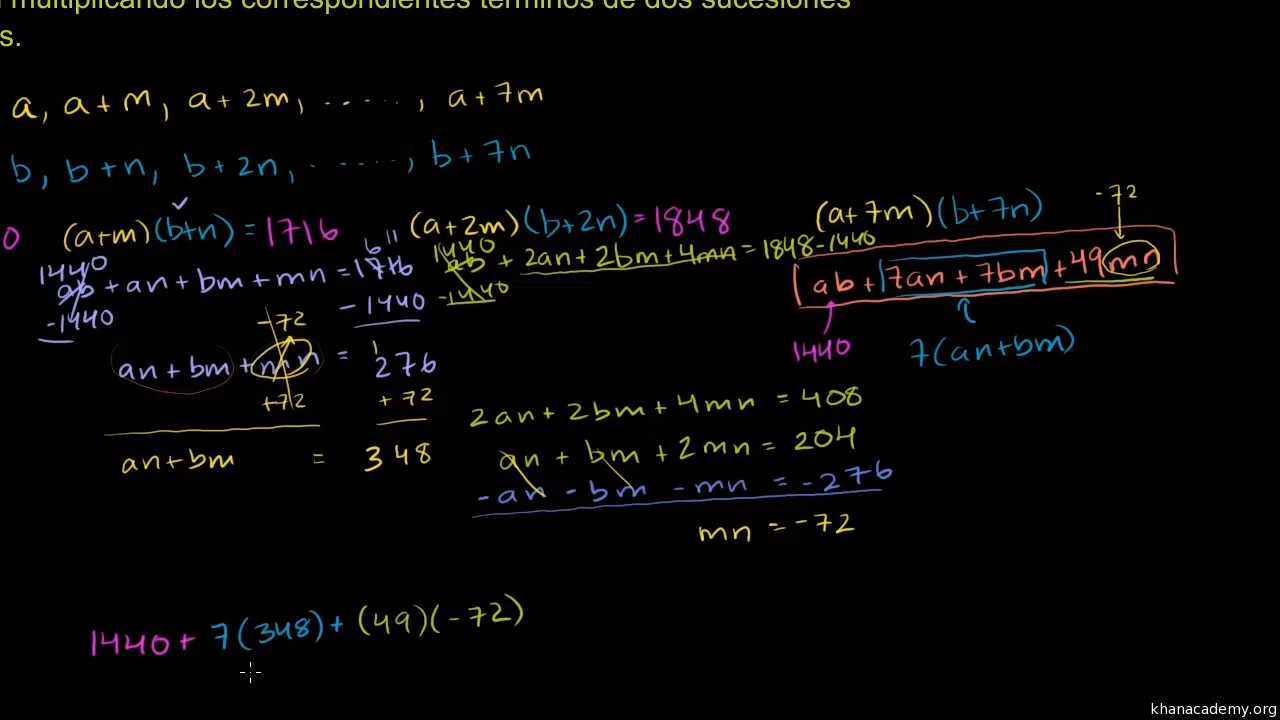 multiplicando los correspondientes términos de dos sucesiones
s.
a, a+m, a+2m, ....., a+7m
b, b+n, b+2n, ....., b+7n
0 (a+m)(b+n) = 1716
1440 6 11
ab + an + bm + mn = 1716
-1440 - 1440
-72
an + bm + mn = 276
+72 + 72
an + bm = 348
(a+2m)(b+2n) = 1848
1440
ab + 2an + 2bm + 4mn = 1848 - 1440
-1440
2an + 2bm + 4mn = 408
an + bm + 2mn = 204
-an - bm - mn = -276
mn = -72
(a+7m)(b+7n)
-72
ab + 7an + 7bm + 49mn
1440 7(an+bm)
1440 + 7(348) + (49)(-72)
khanacademy.org